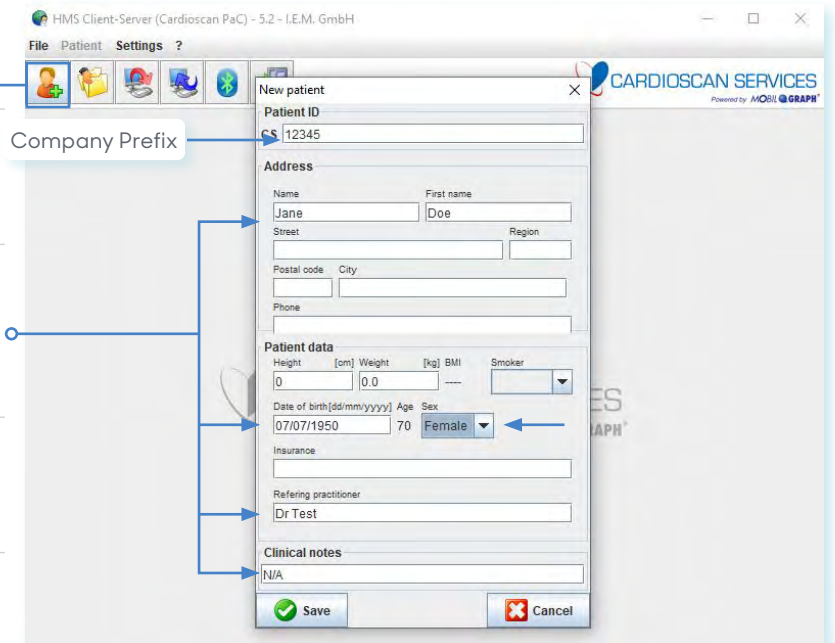 HMS Client-Server (Cardioscan PaC) - 5.2 - I.E.M. GmbH
File Patient Settings ?
CARDIOSCAN SERVICES
Powered by MOBIL O GRAPH®
New patient
Patient ID
Company Prefix
CS 12345
Address
Name First name
Jane Doe
Street Region
Postal code City
Phone
Patient data
Height [cm] Weight [kg] BMI Smoker
0 0.0 ----
ES
Date of birth[dd/mm/yyyy] Age Sex
07/07/1950 70 Female
APH®
Insurance
Refering practitioner
Dr Test
Clinical notes
N/A
Save Cancel